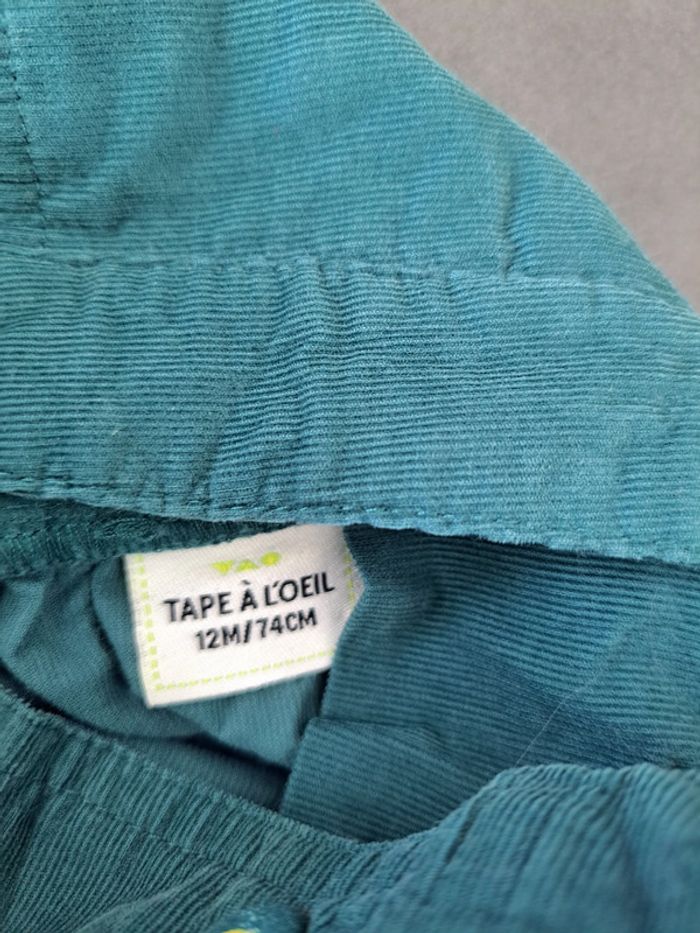 TAO
TAPE À L'OEIL
12M/74CM